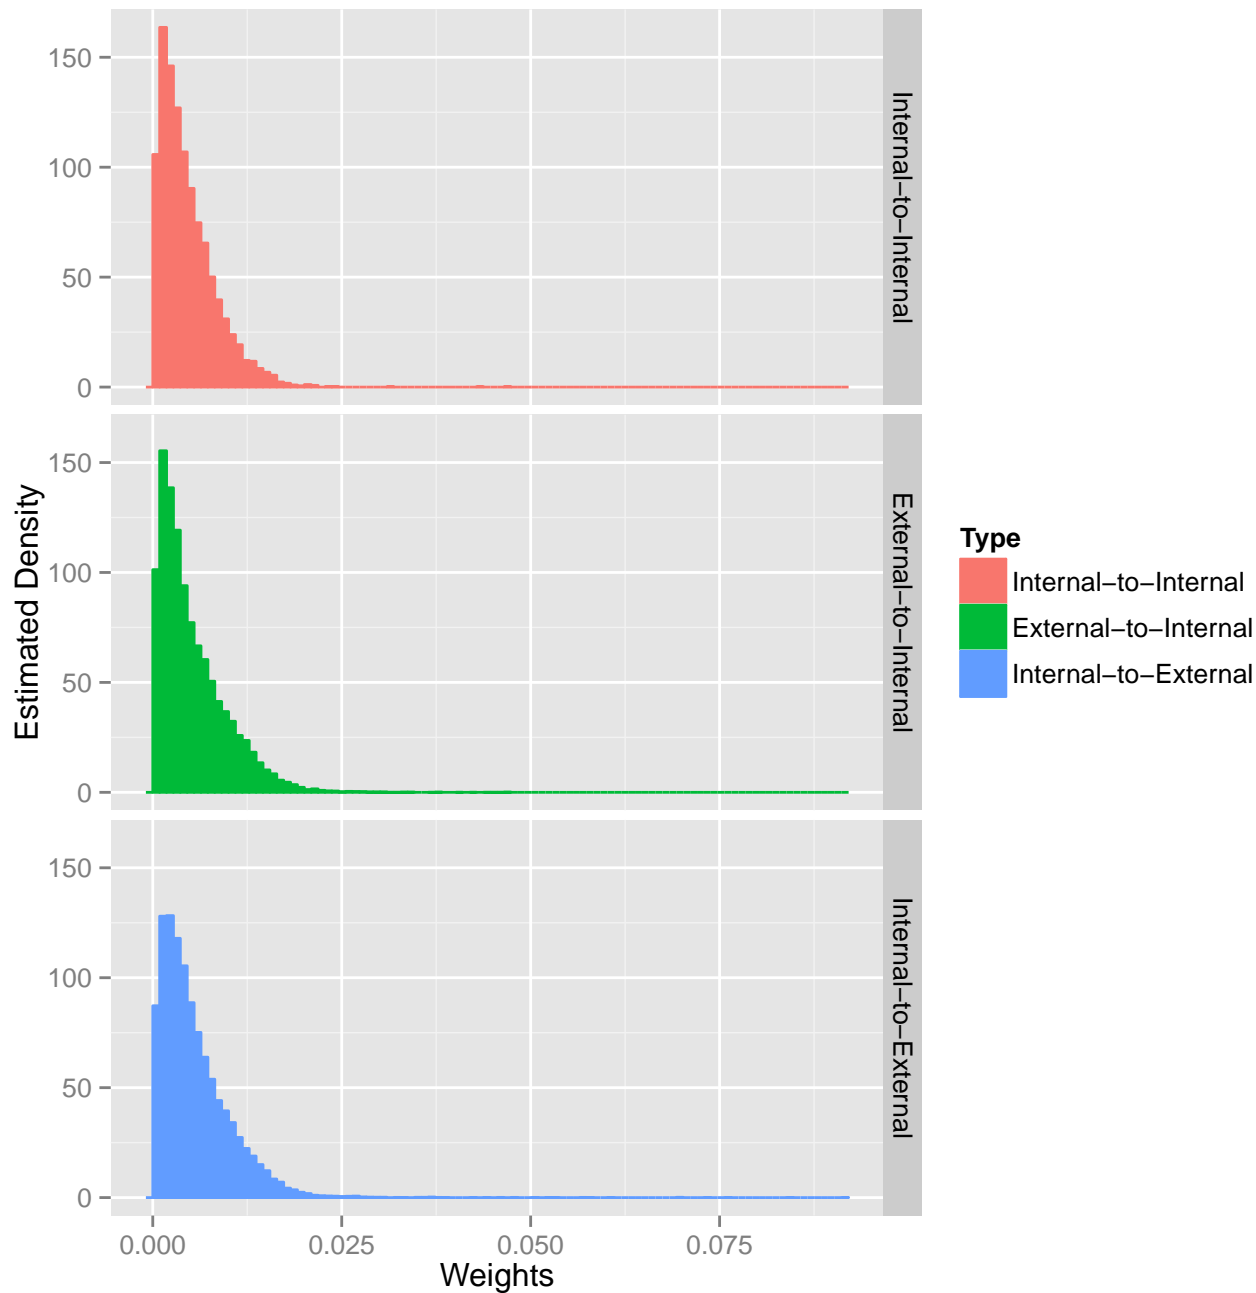 Estimated Density
150
100
50
0
Internal−to−Internal
150
100
50
0
External−to−Internal
150
100
50
0
Internal−to−External
0.000
0.025
0.050
0.075
Weights
Type
Internal−to−Internal
External−to−Internal
Internal−to−External